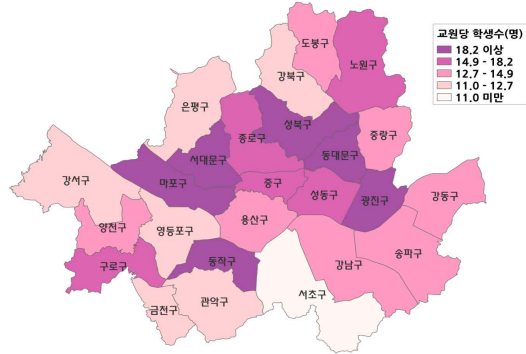 교원당 학생수(명)
18.2 이상
14.9 - 18.2
12.7 - 14.9
11.0 - 12.7
11.0 미만
도봉구
노원구
강북구
은평구
성북구
중랑구
종로구
서대문구
동대문구
강서구
마포구
중구
성동구
광진구
강동구
양천구
영등포구
용산구
송파구
구로구
동작구
강남구
서초구
금천구
관악구